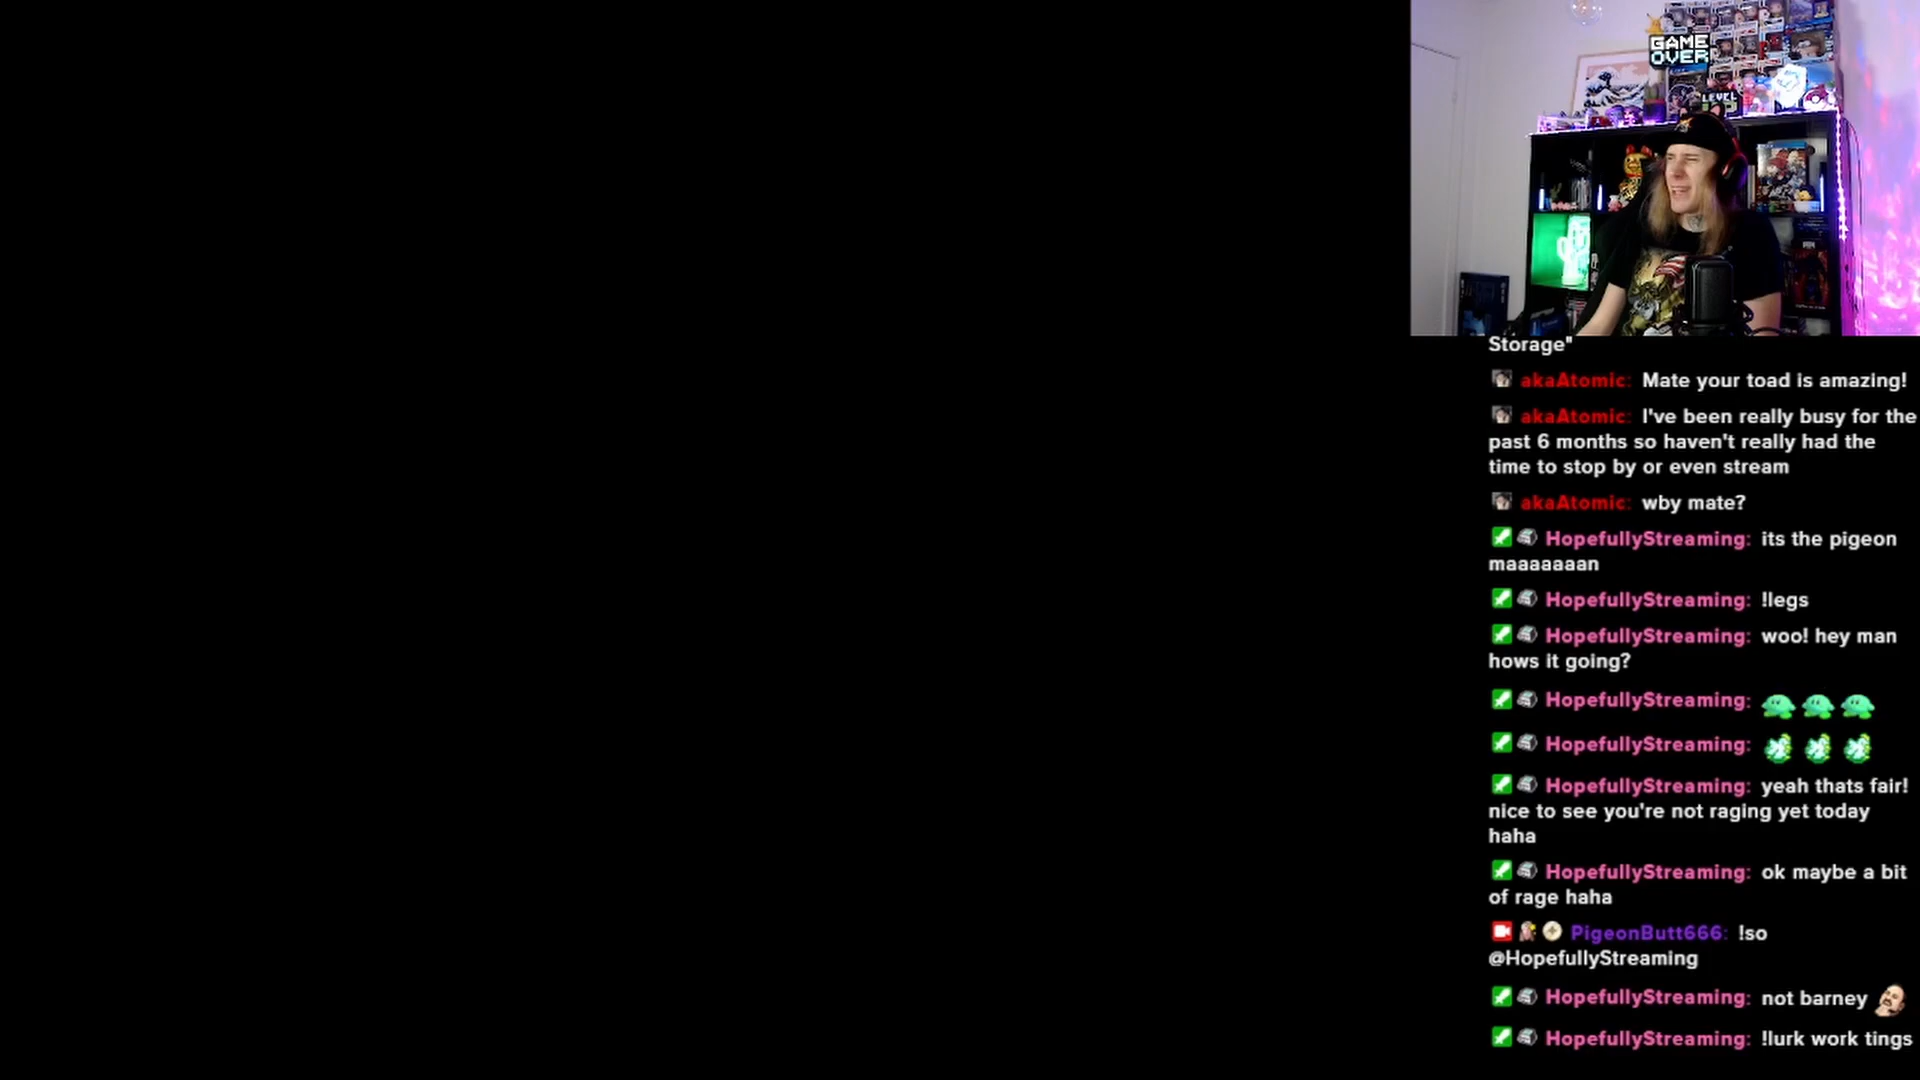 GAME
OVER
LEVEL
Storage"
akaAtomic: Mate your toad is amazing!
akaAtomic: I've been really busy for the
past 6 months so haven't really had the
time to stop by or even stream
akaAtomic: wby mate?
HopefullyStreaming: its the pigeon
maaaaaaan
HopefullyStreaming: !legs
HopefullyStreaming: woo! hey man
hows it going?
HopefullyStreaming:
HopefullyStreaming:
HopefullyStreaming: yeah thats fair!
nice to see you're not raging yet today
haha
HopefullyStreaming: ok maybe a bit
of rage haha
PigeonButt666: !so
@HopefullyStreaming
HopefullyStreaming: not barney
HopefullyStreaming: !lurk work tings